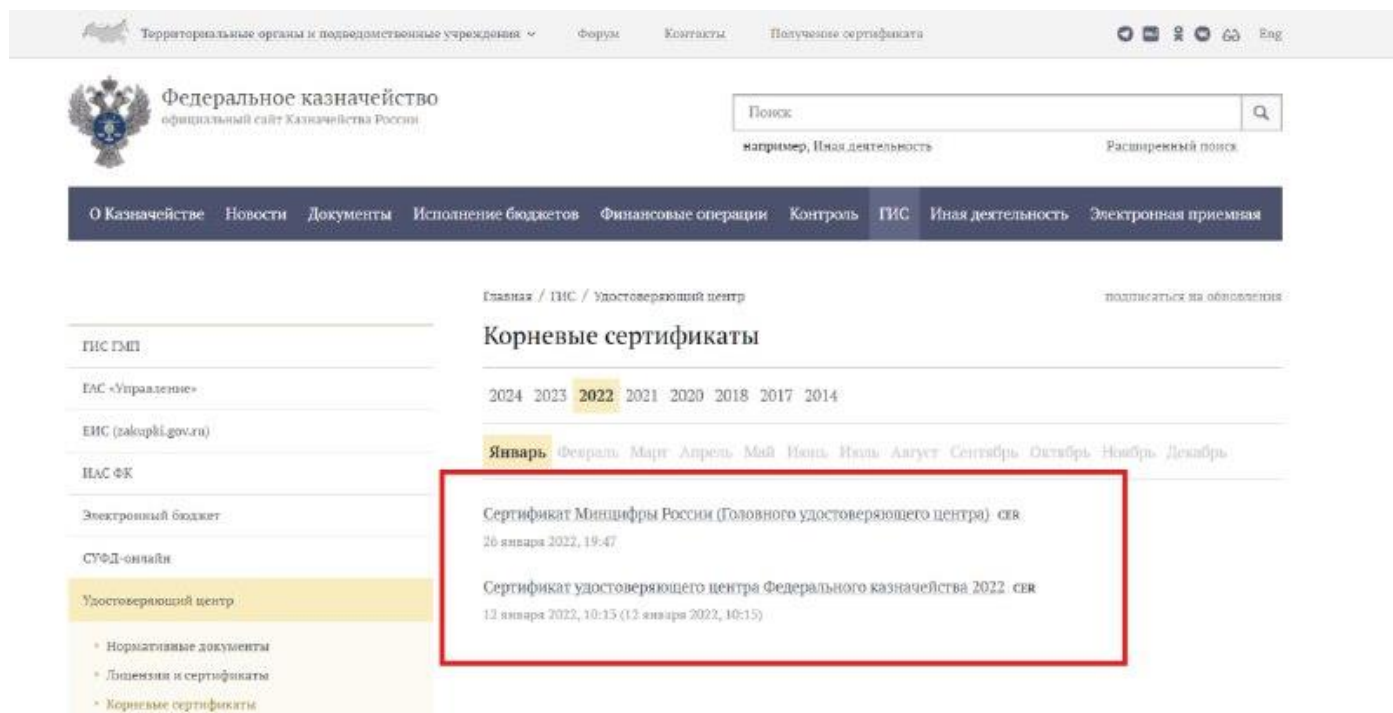 Территориальные органы и подведомственные учреждения Форум Контакты Получение сертификата Eng
Федеральное казначейство
официальный сайт Казначейства России
Поиск
например, Иная деятельность Расширенный поиск
О Казначействе Новости Документы Исполнение бюджетов Финансовые операции Контроль ГИС Иная деятельность Электронная приемная
Главная / ГИС / Удостоверяющий центр подписаться на обновления
Корневые сертификаты
ГИС ГМП
ГАС «Управление»
ЕИС (zakupki.gov.ru)
ИАС ФК
Электронный бюджет
СУФД-онлайн
Удостоверяющий центр
Нормативные документы
Лицензии и сертификаты
Корневые сертификаты
2024 2023 2022 2021 2020 2018 2017 2014
Январь Февраль Март Апрель Май Июнь Июль Август Сентябрь Октябрь Ноябрь Декабрь
Сертификат Минцифры России (Головного удостоверяющего центра) CER
26 января 2022, 19:47
Сертификат удостоверяющего центра Федерального казначейства 2022 CER
12 января 2022, 10:15 (12 января 2022, 10:15)